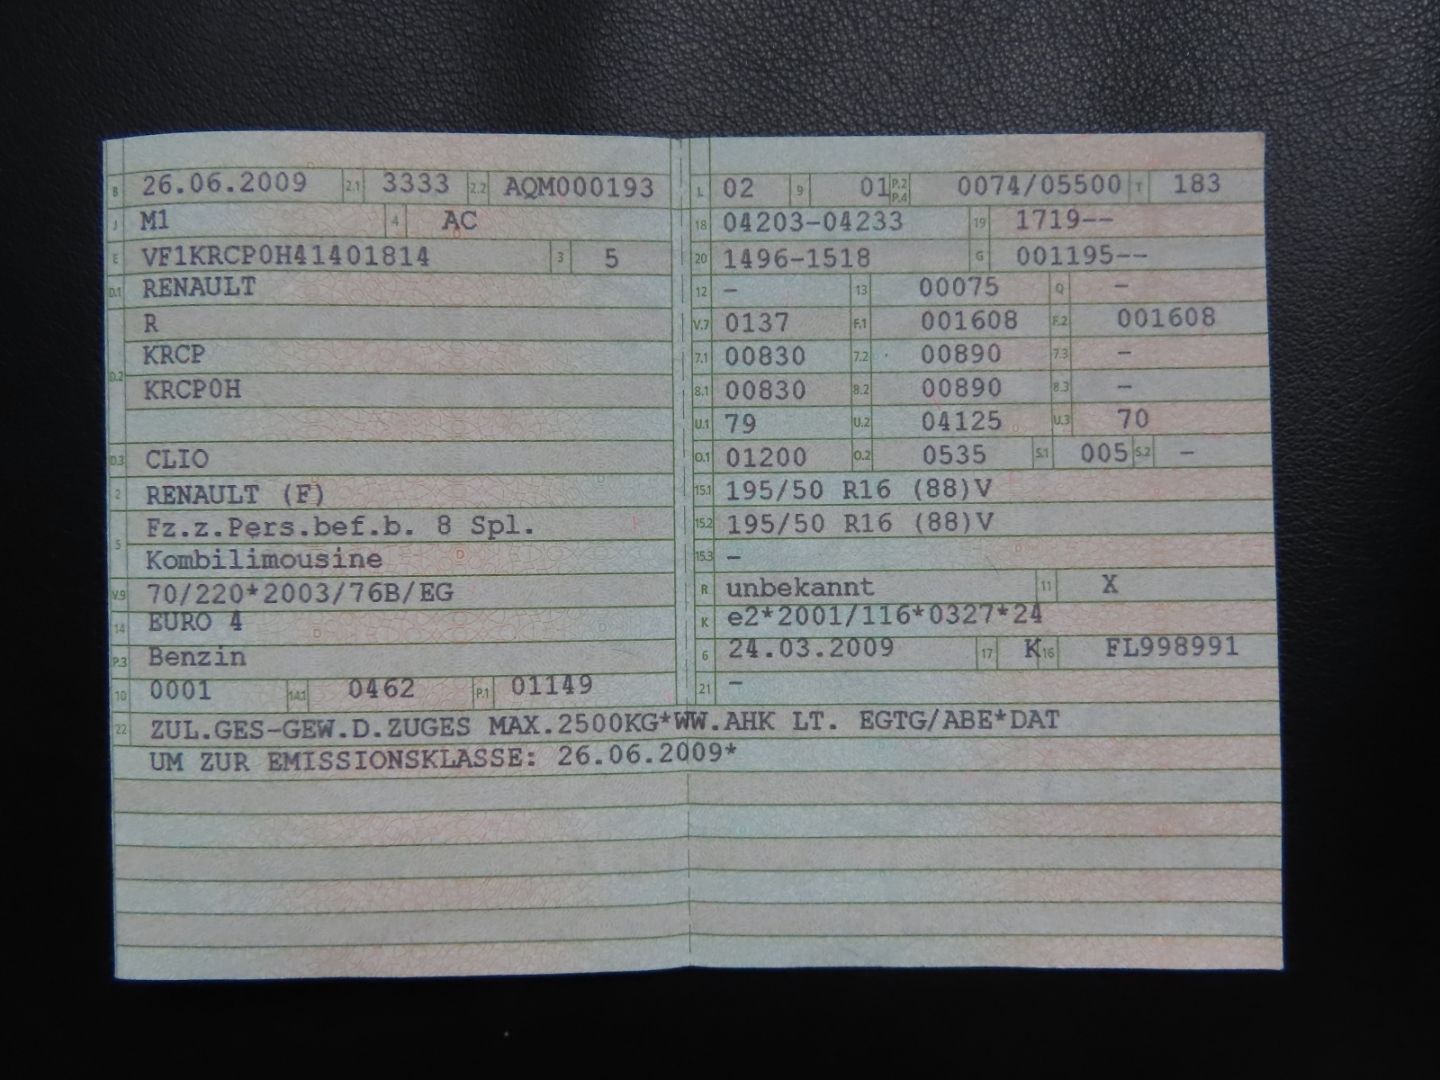 B 26.06.2009 2.1 3333 2.2 AQM000193
J M1 4 AC
E VF1KRCP0H41401814 3 5
D.1 RENAULT
R
D.2 KRCP
KRCP0H
D.3 CLIO
2 RENAULT (F)
Fz.z.Pers.bef.b. 8 Spl.
5 Kombilimousine
V.9 70/220*2003/76B/EG
14 EURO 4
P.3 Benzin
10 0001 14.1 0462 P.1 01149
L 02 9 01 P.2 P.4 0074/05500 T 183
18 04203-04233 19 1719--
20 1496-1518 G 001195--
12 - 13 00075 Q -
V.7 0137 F.1 001608 F.2 001608
7.1 00830 7.2 00890 7.3 -
8.1 00830 8.2 00890 8.3 -
U.1 79 U.2 04125 U.3 70
O.1 01200 O.2 0535 S.1 005 S.2 -
15.1 195/50 R16 (88)V
15.2 195/50 R16 (88)V
15.3 -
R unbekannt 11 X
K e2*2001/116*0327*24
6 24.03.2009 17 K 16 FL998991
21 -
22 ZUL.GES-GEW.D.ZUGES MAX.2500KG*WW.AHK LT. EGTG/ABE*DAT
UM ZUR EMISSIONSKLASSE: 26.06.2009*